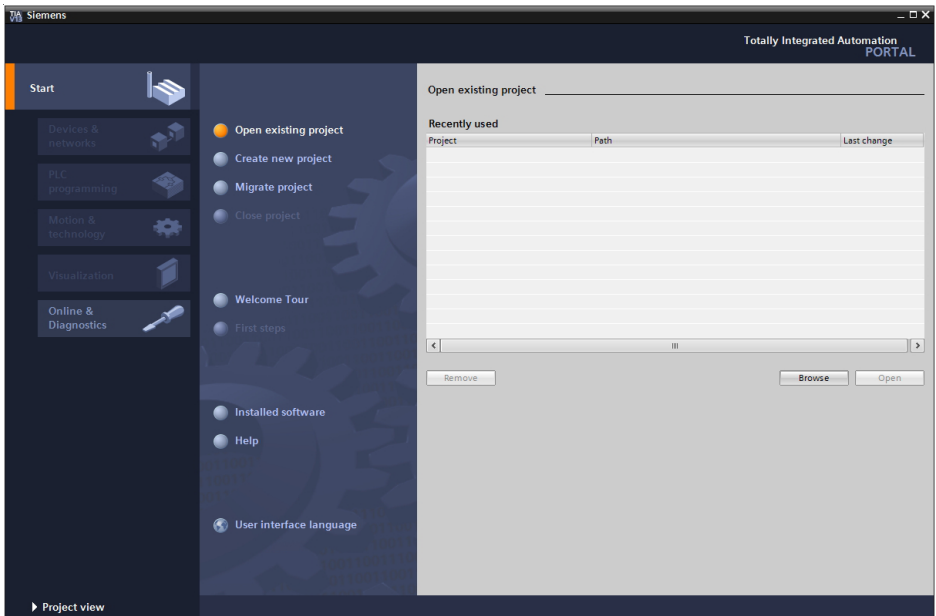 TIA
V13
Siemens
Totally Integrated Automation
PORTAL
Start
Devices &
networks
PLC
programming
Motion &
technology
Visualization
Online &
Diagnostics
Project view
Open existing project
Create new project
Migrate project
Close project
Welcome Tour
First steps
Installed software
Help
User interface language
Open existing project
Recently used
Project Path Last change
Remove Browse Open